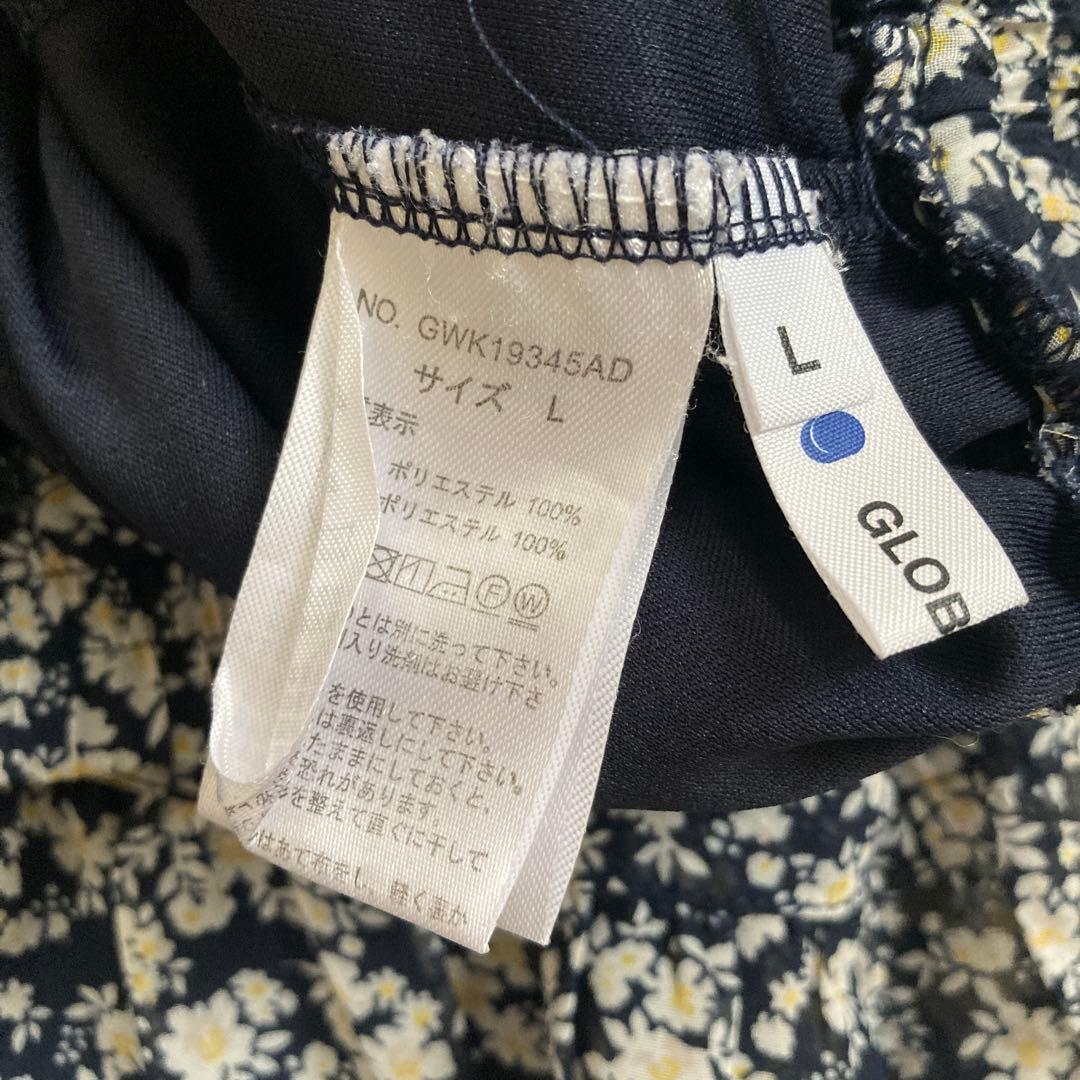 NO. GWK19345AD
サイズ L
表示
ポリエステル 100%
ポリエステル 100%
F W
とは別に洗って下さい。
入り洗剤はお避け下さ
を使用して下さい。
は裏返しにして下さい。
たままにしておくと、
恐れがあります。
を整えて直ぐに干して
し、軽く
L
GLOB